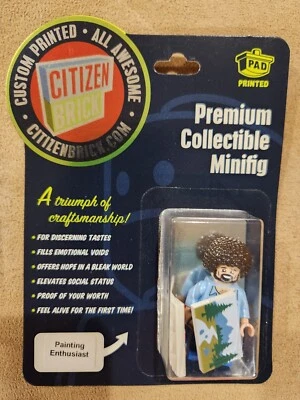 CUSTOM PRINTED • ALL AWESOME • CITIZENBRICK.COM •
CITIZEN
BRICK
PAD
PRINTED
Premium
Collectible
Minifig
A triumph of
craftsmanship!
• FOR DISCERNING TASTES
• FILLS EMOTIONAL VOIDS
• OFFERS HOPE IN A BLEAK WORLD
• ELEVATES SOCIAL STATUS
• PROOF OF YOUR WORTH
• FEEL ALIVE FOR THE FIRST TIME!
Painting
Enthusiast